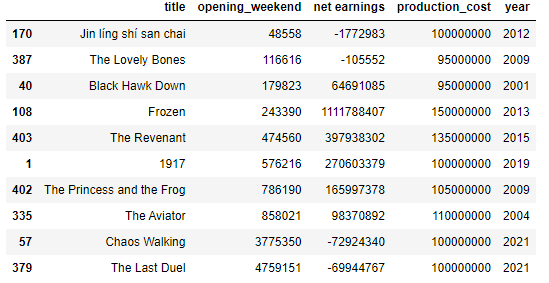 title opening_weekend net earnings production_cost year
170 Jin líng shí san chai 48558 -1772983 100000000 2012
387 The Lovely Bones 116616 -105552 95000000 2009
40 Black Hawk Down 179823 64691085 95000000 2001
108 Frozen 243390 1111788407 150000000 2013
403 The Revenant 474560 397938302 135000000 2015
1 1917 576216 270603379 100000000 2019
402 The Princess and the Frog 786190 165997378 105000000 2009
335 The Aviator 858021 98370892 110000000 2004
57 Chaos Walking 3775350 -72924340 100000000 2021
379 The Last Duel 4759151 -69944767 100000000 2021